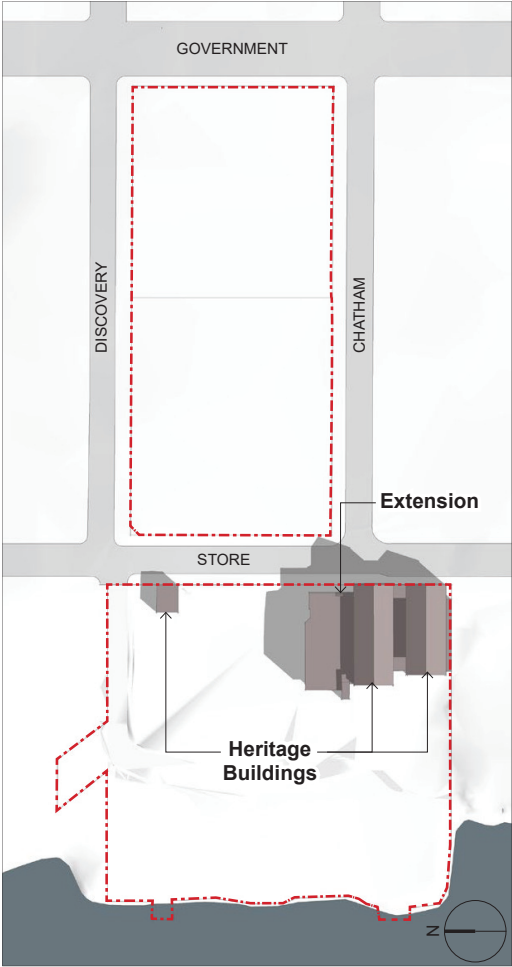 GOVERNMENT
DISCOVERY
CHATHAM
Extension
STORE
Heritage
Buildings
N